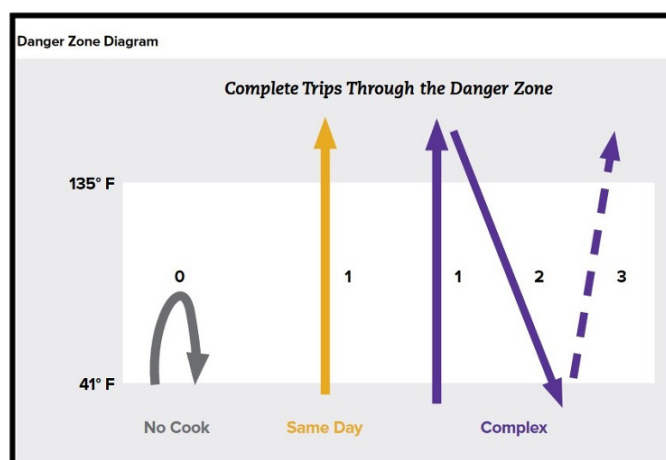 Danger Zone Diagram
Complete Trips Through the Danger Zone
135° F
0
1
1
2
3
41° F
No Cook
Same Day
Complex